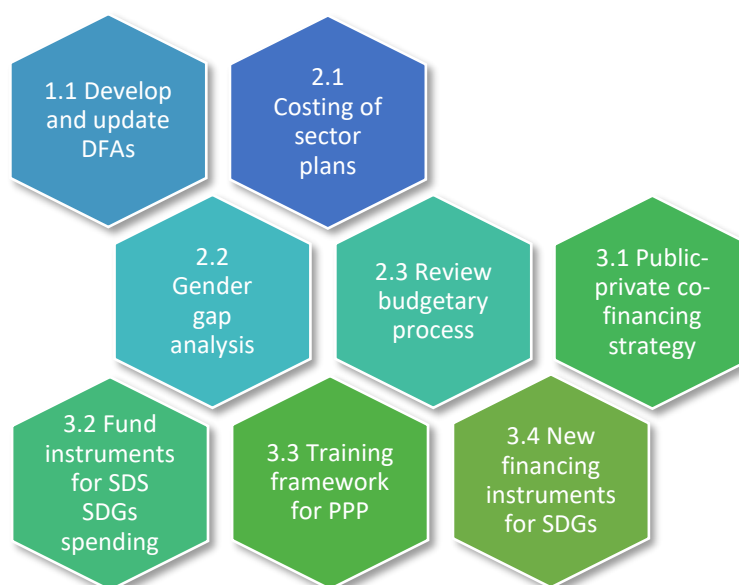 1.1 Develop
and update
DFAs
2.1
Costing of
sector
plans
2.2
Gender
gap
analysis
2.3 Review
budgetary
process
3.1 Public-
private co-
financing
strategy
3.2 Fund
instruments
for SDS
SDGs
spending
3.3 Training
framework
for PPP
3.4 New
financing
instruments
for SDGs